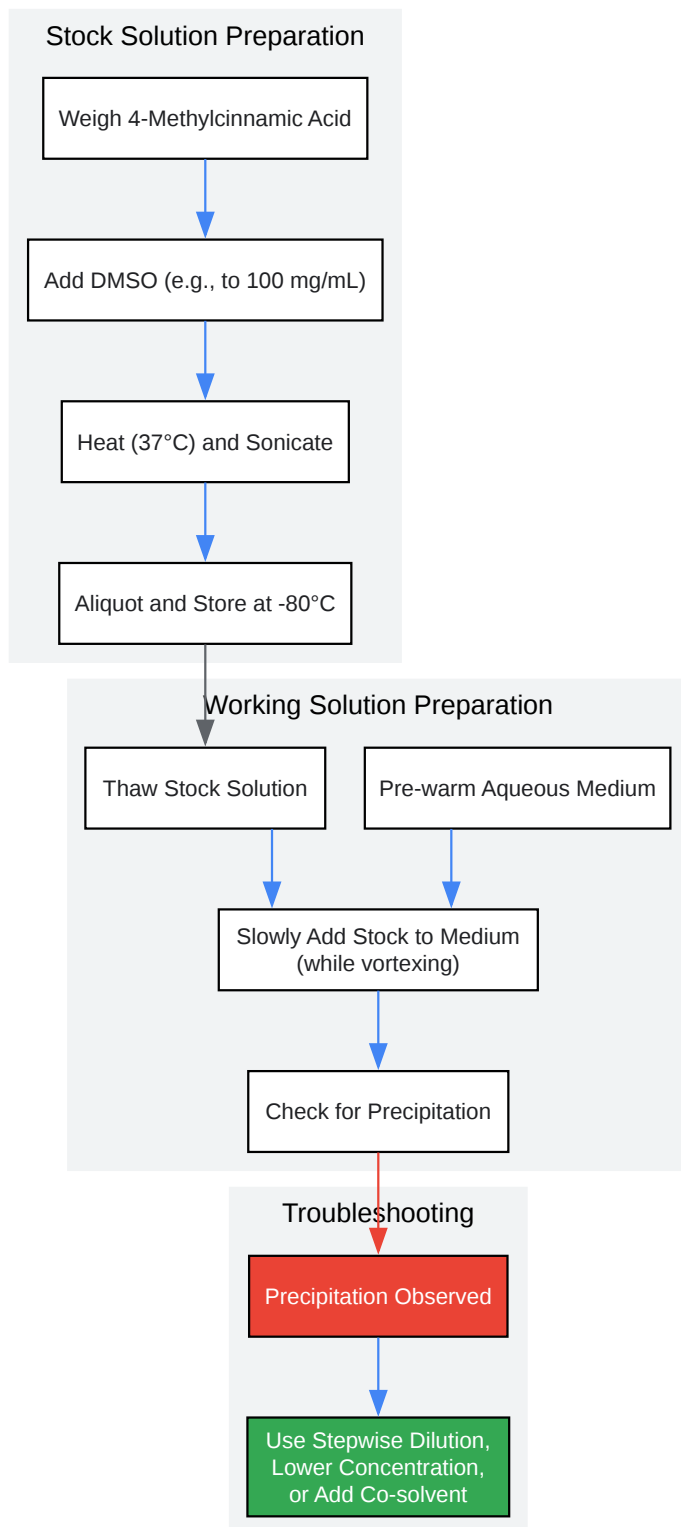 Stock Solution Preparation
Weigh 4-Methylcinnamic Acid
Add DMSO (e.g., to 100 mg/mL)
Heat (37°C) and Sonicate
Aliquot and Store at -80°C
Working Solution Preparation
Thaw Stock Solution
Pre-warm Aqueous Medium
Slowly Add Stock to Medium
(while vortexing)
Check for Precipitation
Troubleshooting
Precipitation Observed
Use Stepwise Dilution,
Lower Concentration,
or Add Co-solvent